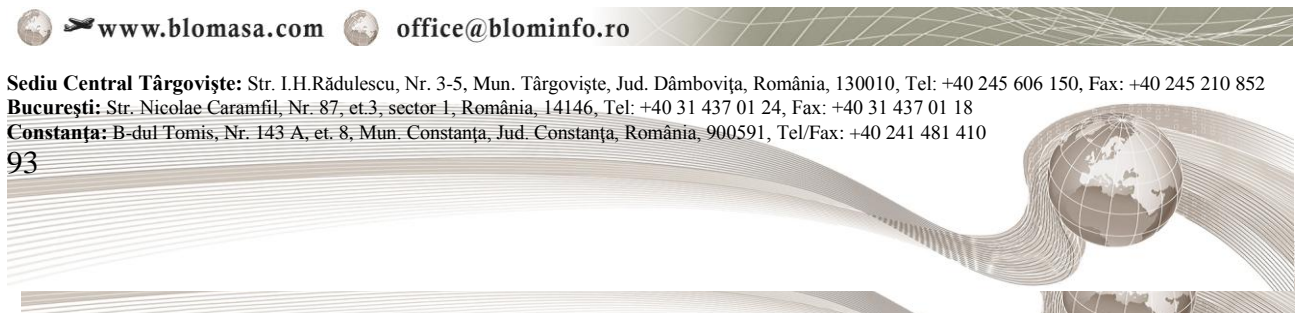 www.blomasa.com office@blominfo.ro
Sediu Central Târgovişte: Str. I.H.Rădulescu, Nr. 3-5, Mun. Târgovişte, Jud. Dâmboviţa, România, 130010, Tel: +40 245 606 150, Fax: +40 245 210 852
Bucureşti: Str. Nicolae Caramfil, Nr. 87, et.3, sector 1, România, 14146, Tel: +40 31 437 01 24, Fax: +40 31 437 01 18
Constanţa: B-dul Tomis, Nr. 143 A, et. 8, Mun. Constanţa, Jud. Constanţa, România, 900591, Tel/Fax: +40 241 481 410
93